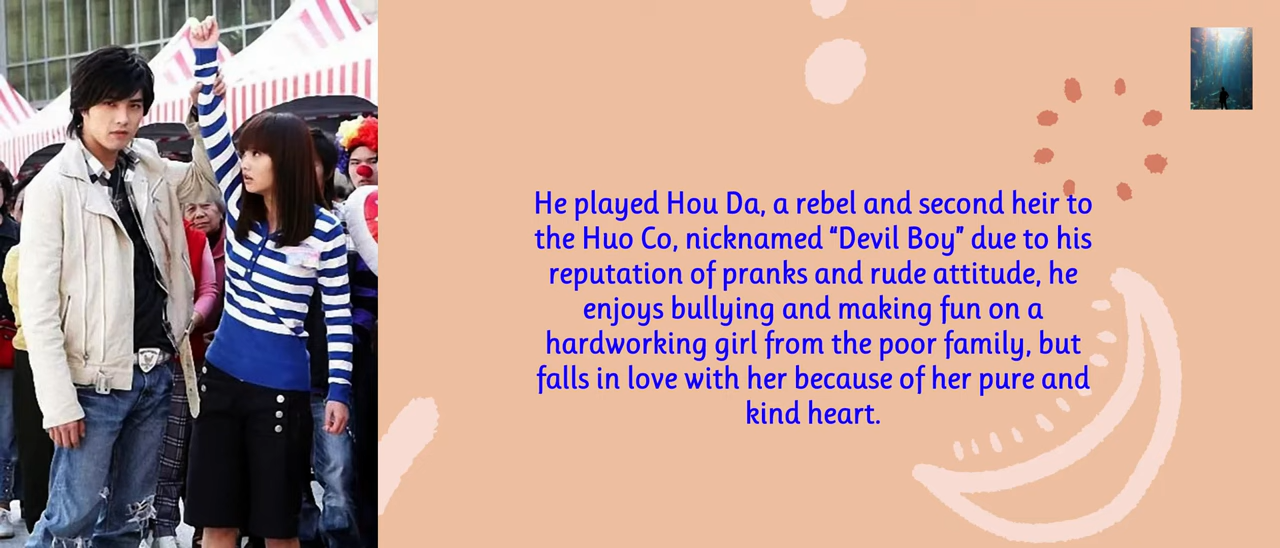 He played Hou Da, a rebel and second heir to
the Huo Co, nicknamed “Devil Boy” due to his
reputation of pranks and rude attitude, he
enjoys bullying and making fun on a
hardworking girl from the poor family, but
falls in love with her because of her pure and
kind heart.